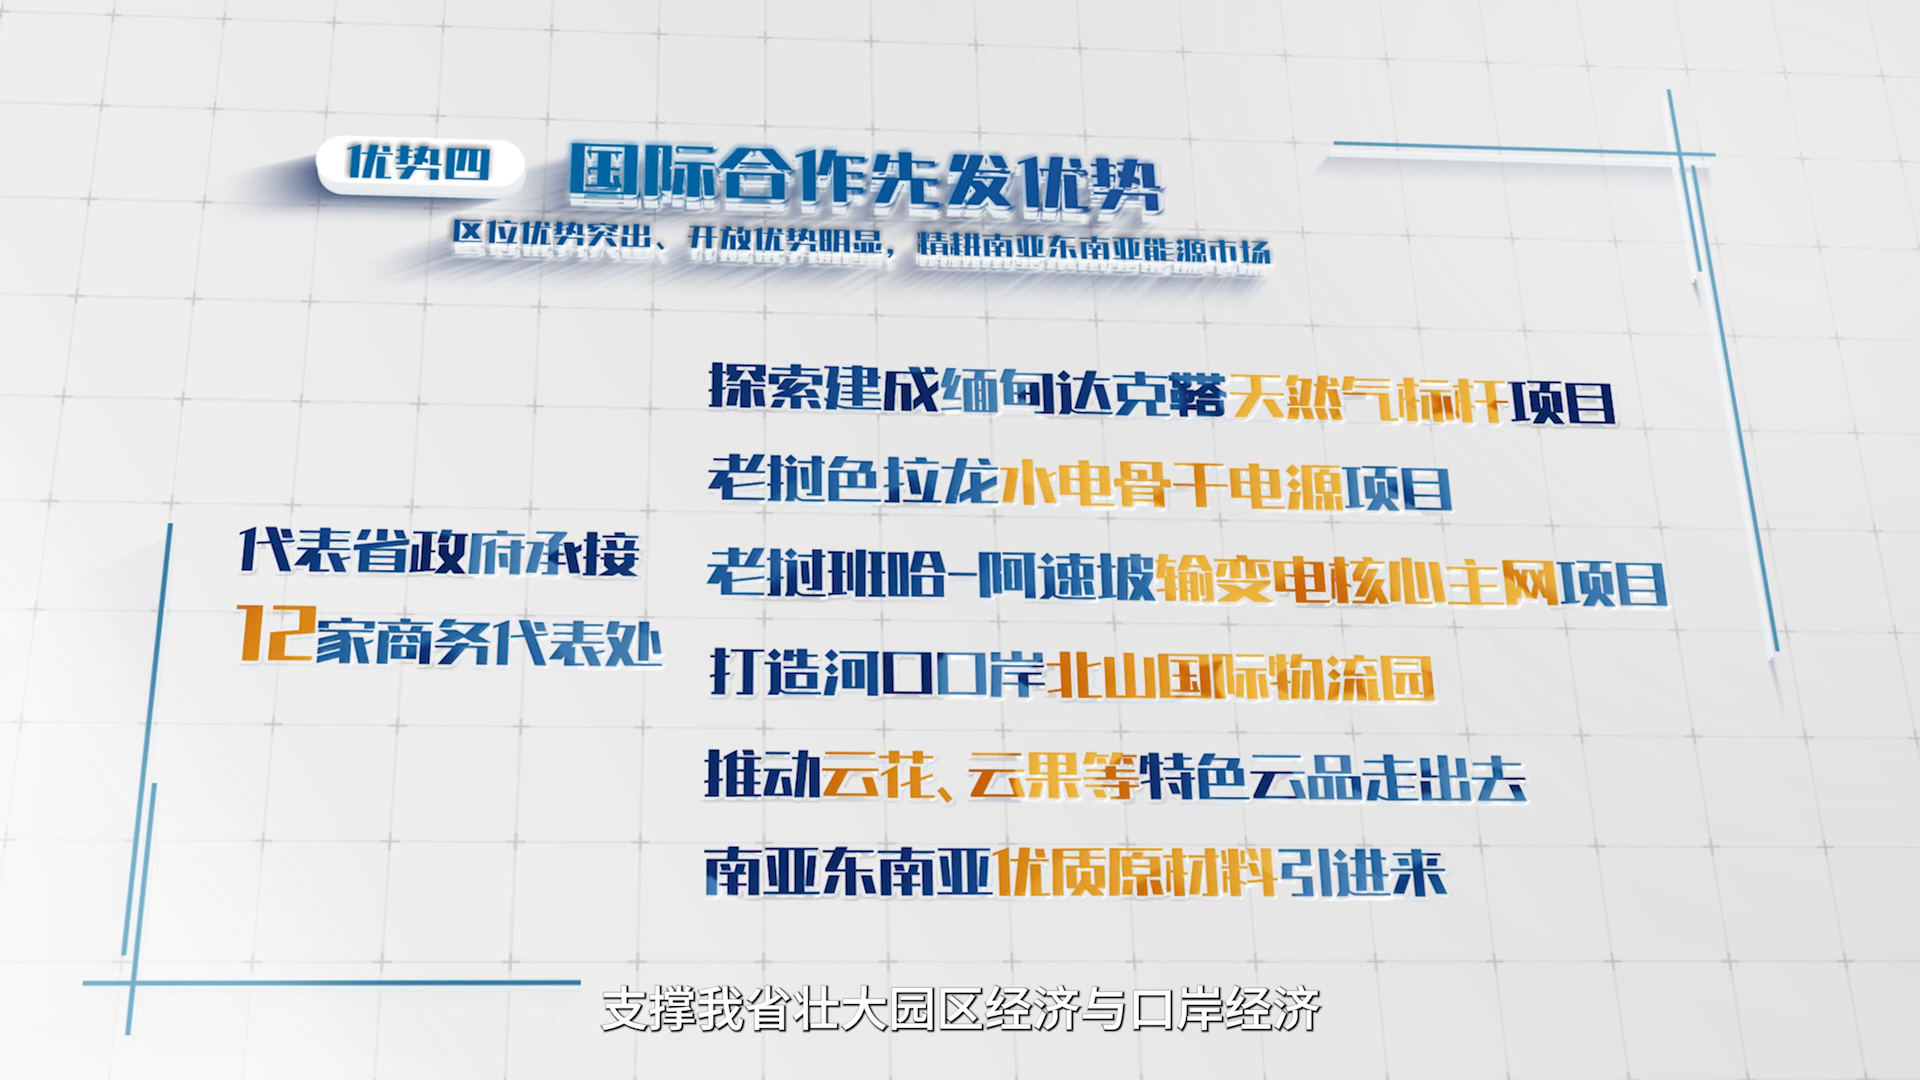 优势四
国际合作先发优势
区位优势突出、开放优势明显，精耕南亚东南亚能源市场
代表省政府承接
12家商务代表处
探索建成缅甸达克鞳天然气标杆项目
老挝色拉龙水电骨干电源项目
老挝班哈-阿速坡输变电核心主网项目
打造河口口岸北山国际物流园
推动云花、云果等特色云品走出去
南亚东南亚优质原材料引进来
支撑我省壮大园区经济与口岸经济